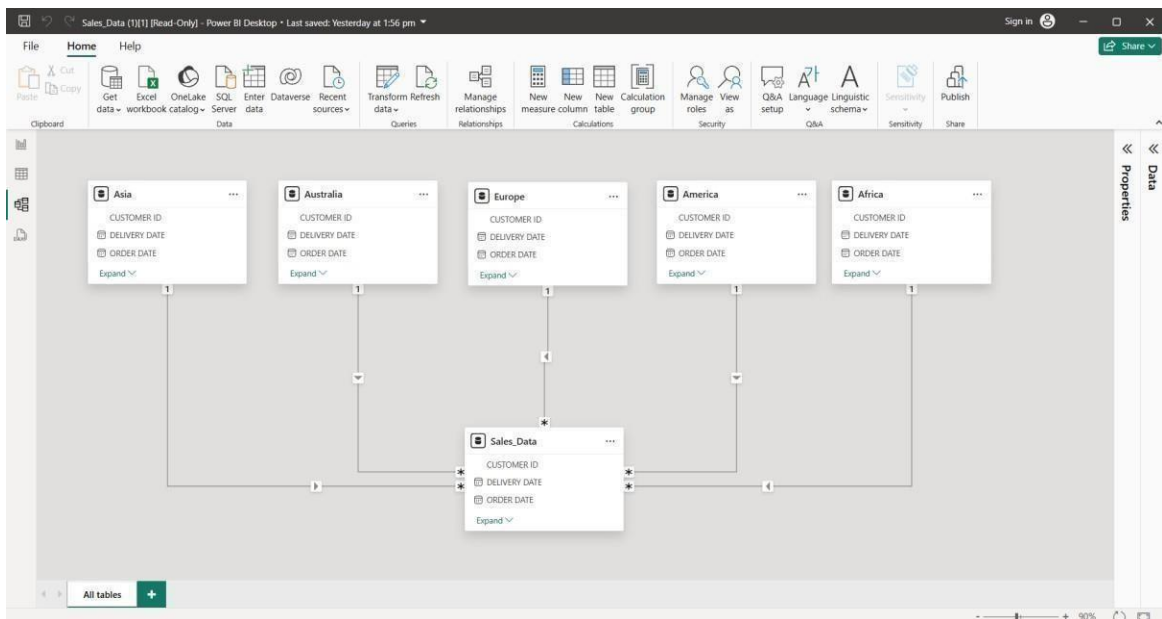 Sales_Data (1)[1] [Read-Only] - Power BI Desktop • Last saved: Yesterday at 1:56 pm
Sign in
File Home Help
Share
Paste
Cut
Copy
Get data
Excel workbook
OneLake catalog
SQL Server
Enter data
Dataverse
Recent sources
Transform data
Refresh
Manage relationships
New measure
New column
New table
Calculation group
Manage roles
View as
Q&A setup
Language
Linguistic schema
Sensitivity
Publish
Clipboard
Data
Queries
Relationships
Calculations
Security
Q&A
Sensitivity
Share
Properties
Data
Asia
CUSTOMER ID
DELIVERY DATE
ORDER DATE
Expand
Australia
CUSTOMER ID
DELIVERY DATE
ORDER DATE
Expand
Europe
CUSTOMER ID
DELIVERY DATE
ORDER DATE
Expand
America
CUSTOMER ID
DELIVERY DATE
ORDER DATE
Expand
Africa
CUSTOMER ID
DELIVERY DATE
ORDER DATE
Expand
1 1 1 1 1
*
* *
* *
Sales_Data
CUSTOMER ID
DELIVERY DATE
ORDER DATE
Expand
All tables +
- + 90%